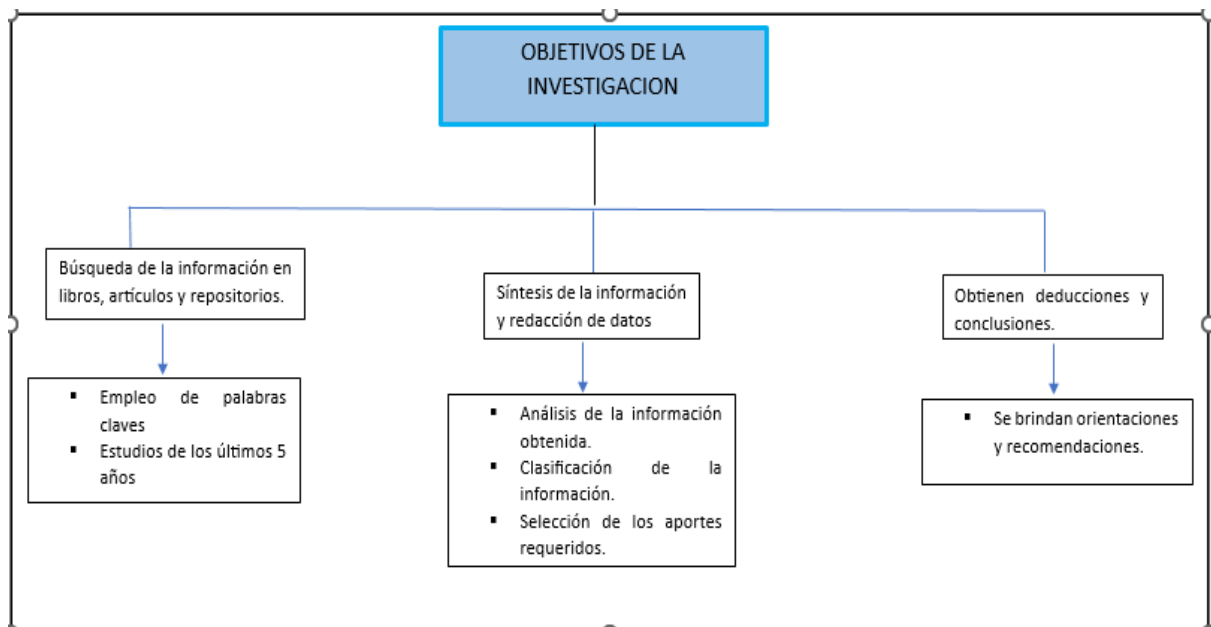 OBJETIVOS DE LA
INVESTIGACION
Búsqueda de la información en
libros, artículos y repositorios.
▪ Empleo de palabras
claves
▪ Estudios de los últimos 5
años
Síntesis de la información
y redacción de datos
▪ Análisis de la información
obtenida.
▪ Clasificación de la
información.
▪ Selección de los aportes
requeridos.
Obtienen deducciones y
conclusiones.
▪ Se brindan orientaciones
y recomendaciones.